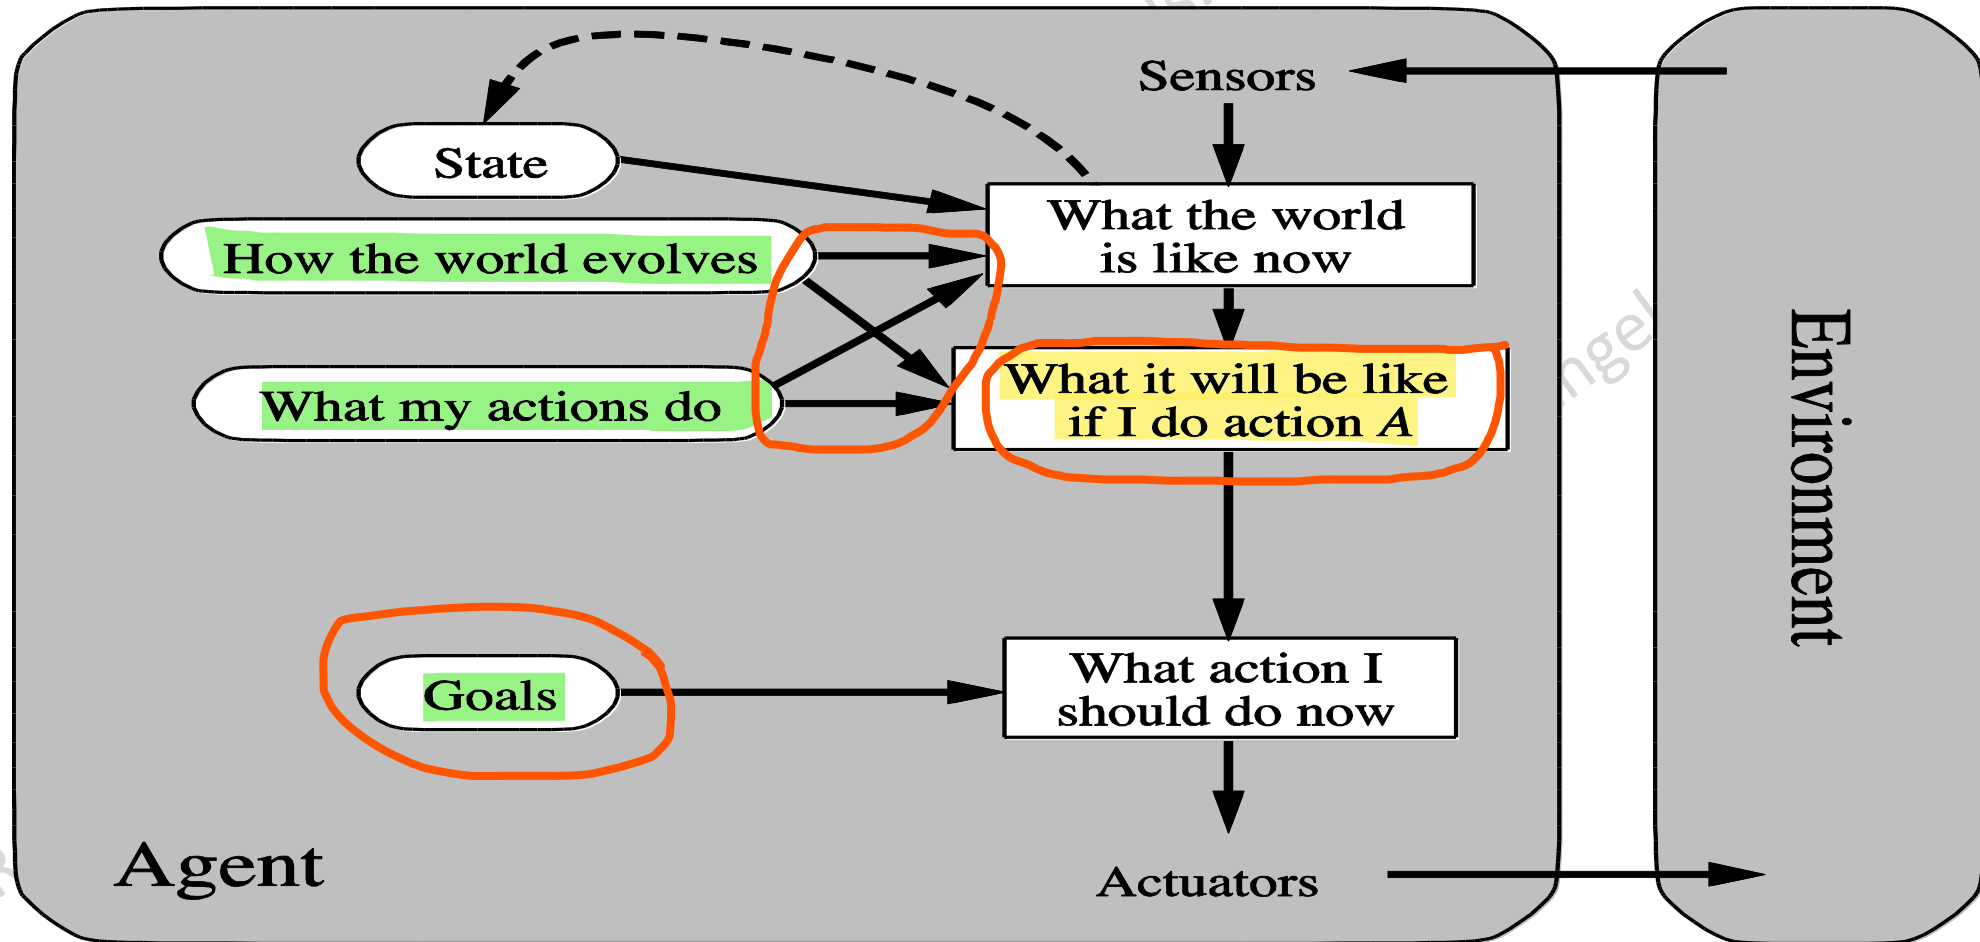 Sensors
State
What the world
is like now
How the world evolves
What it will be like
if I do action A
What my actions do
Goals
What action I
should do now
Agent
Actuators
Environment